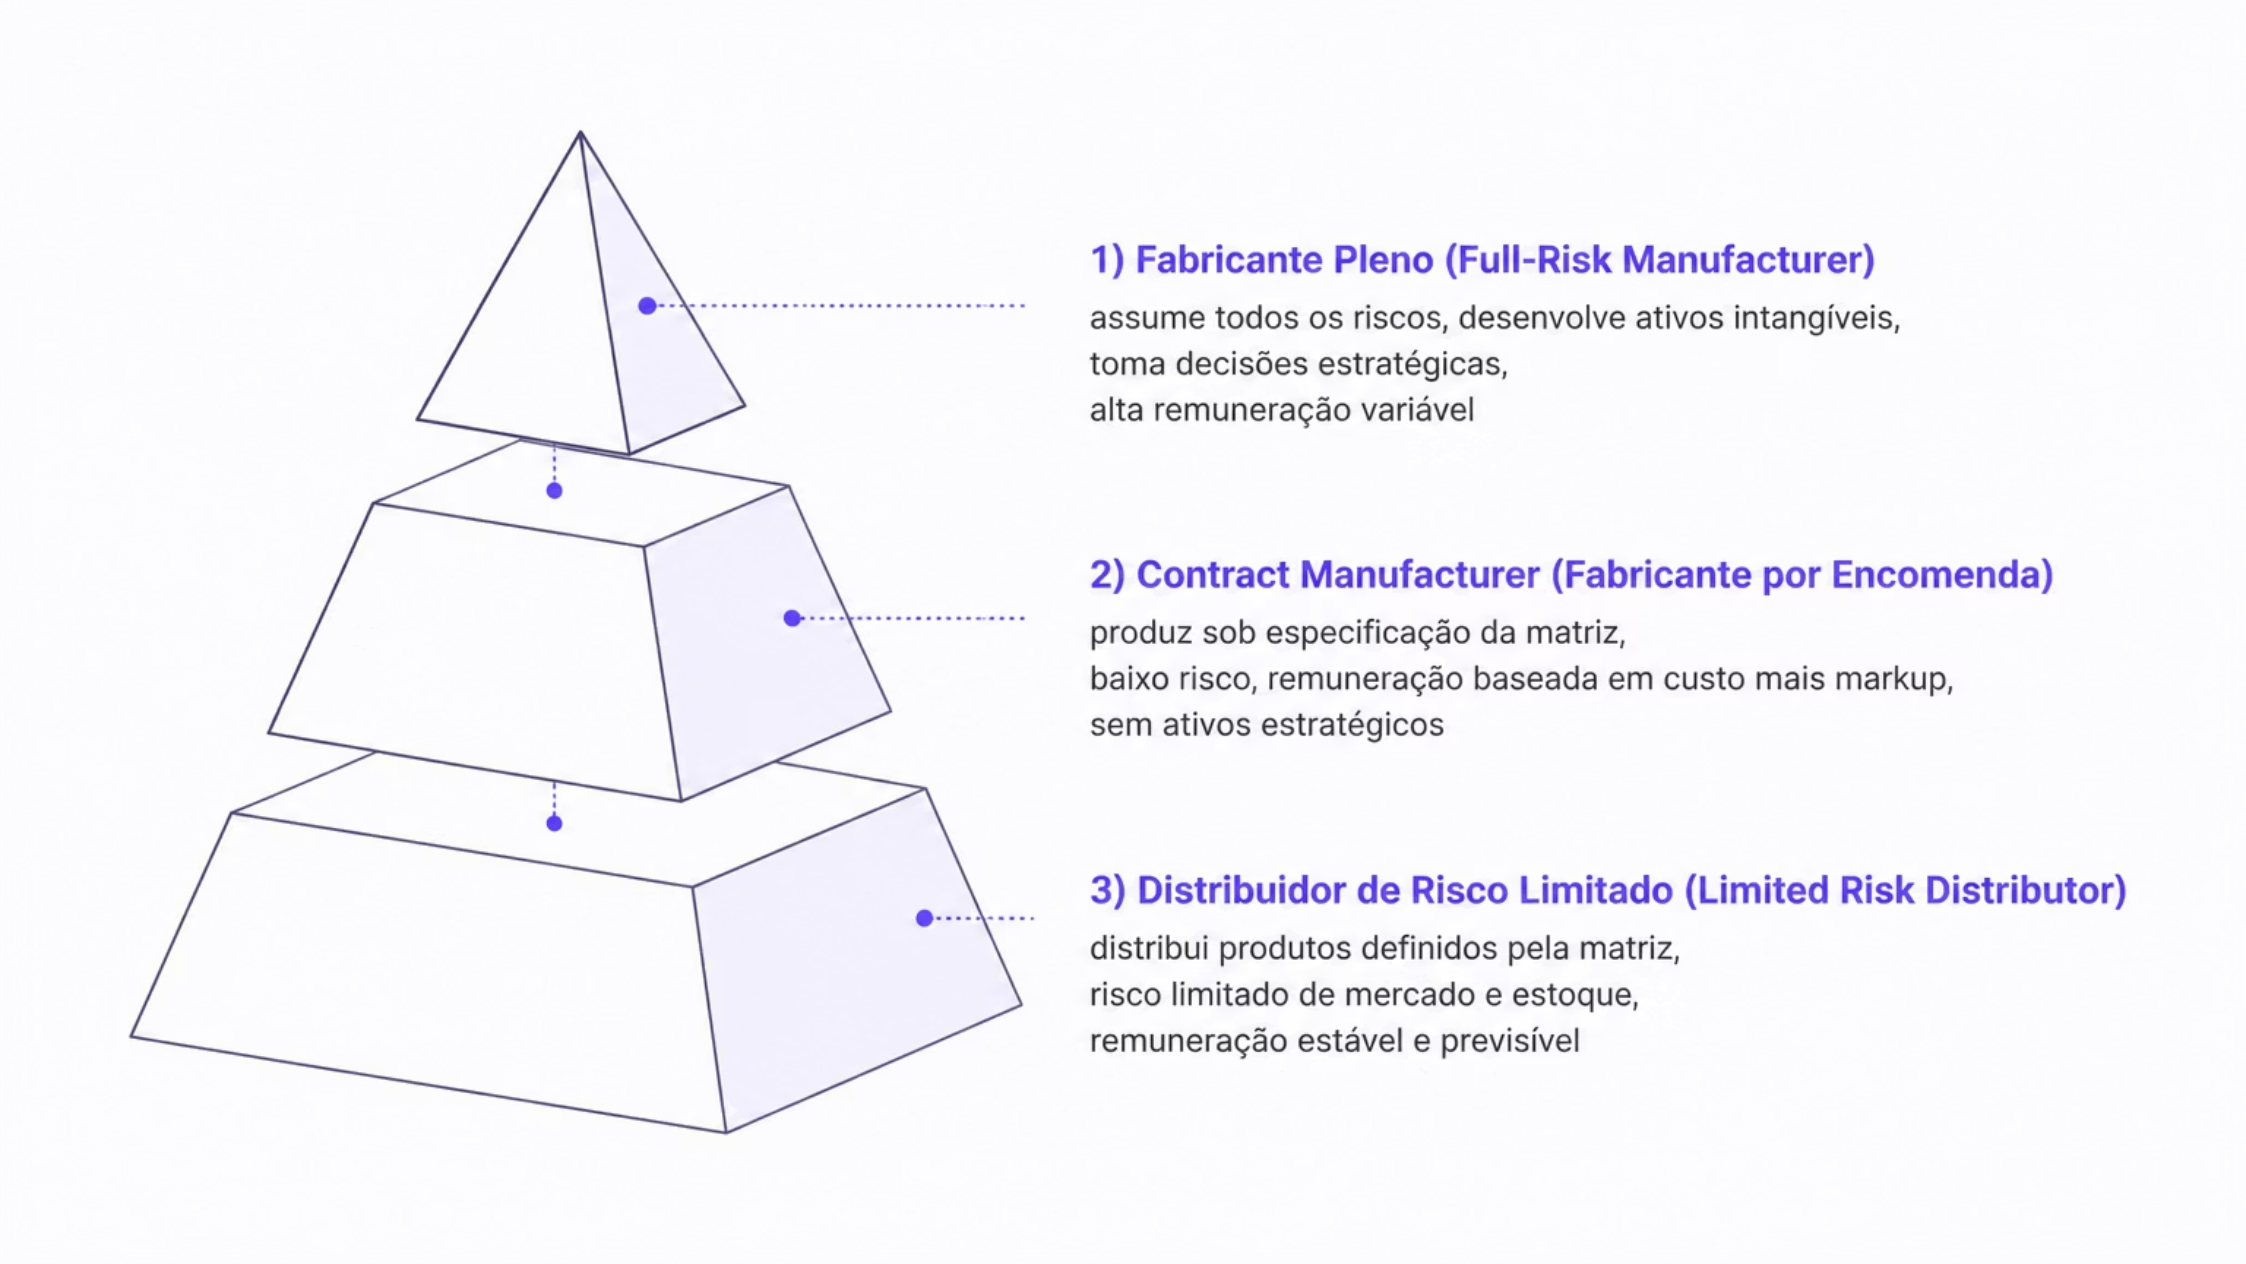 1) Fabricante Pleno (Full-Risk Manufacturer)
assume todos os riscos, desenvolve ativos intangíveis,
toma decisões estratégicas,
alta remuneração variável
2) Contract Manufacturer (Fabricante por Encomenda)
produz sob especificação da matriz,
baixo risco, remuneração baseada em custo mais markup,
sem ativos estratégicos
3) Distribuidor de Risco Limitado (Limited Risk Distributor)
distribui produtos definidos pela matriz,
risco limitado de mercado e estoque,
remuneração estável e previsível